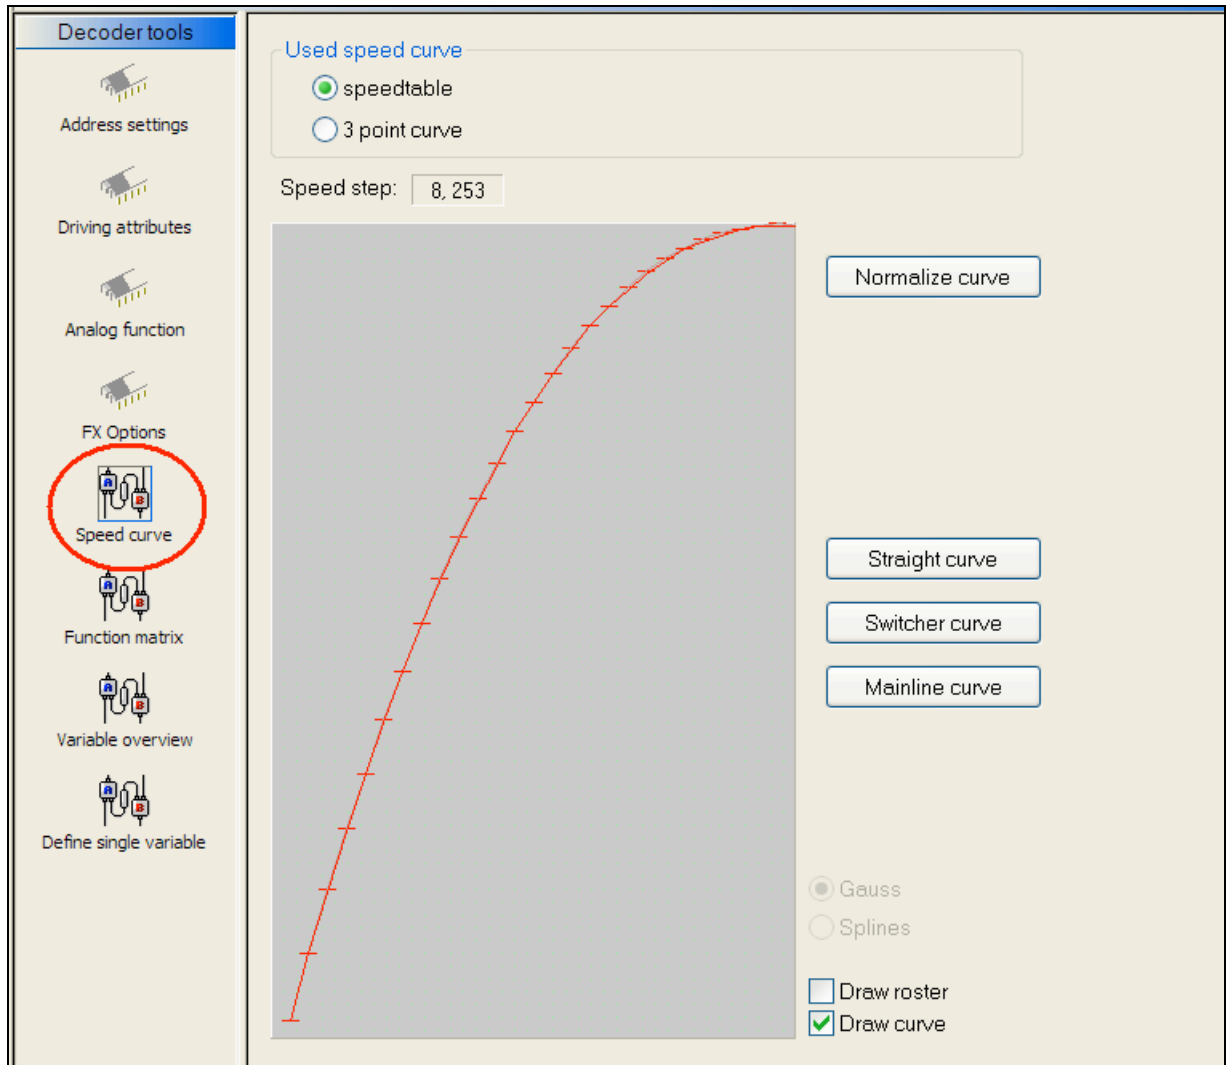 Decoder tools
Address settings
Driving attributes
Analog function
FX Options
Speed curve
Function matrix
Variable overview
Define single variable
Used speed curve
speedtable
3 point curve
Speed step: 8, 253
Normalize curve
Straight curve
Switcher curve
Mainline curve
Gauss
Splines
Draw roster
Draw curve